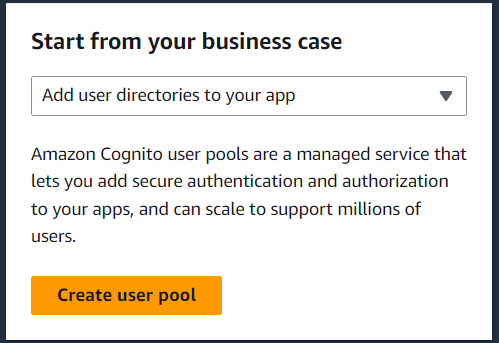 Start from your business case
Add user directories to your app
Amazon Cognito user pools are a managed service that
lets you add secure authentication and authorization
to your apps, and can scale to support millions of
users.
Create user pool